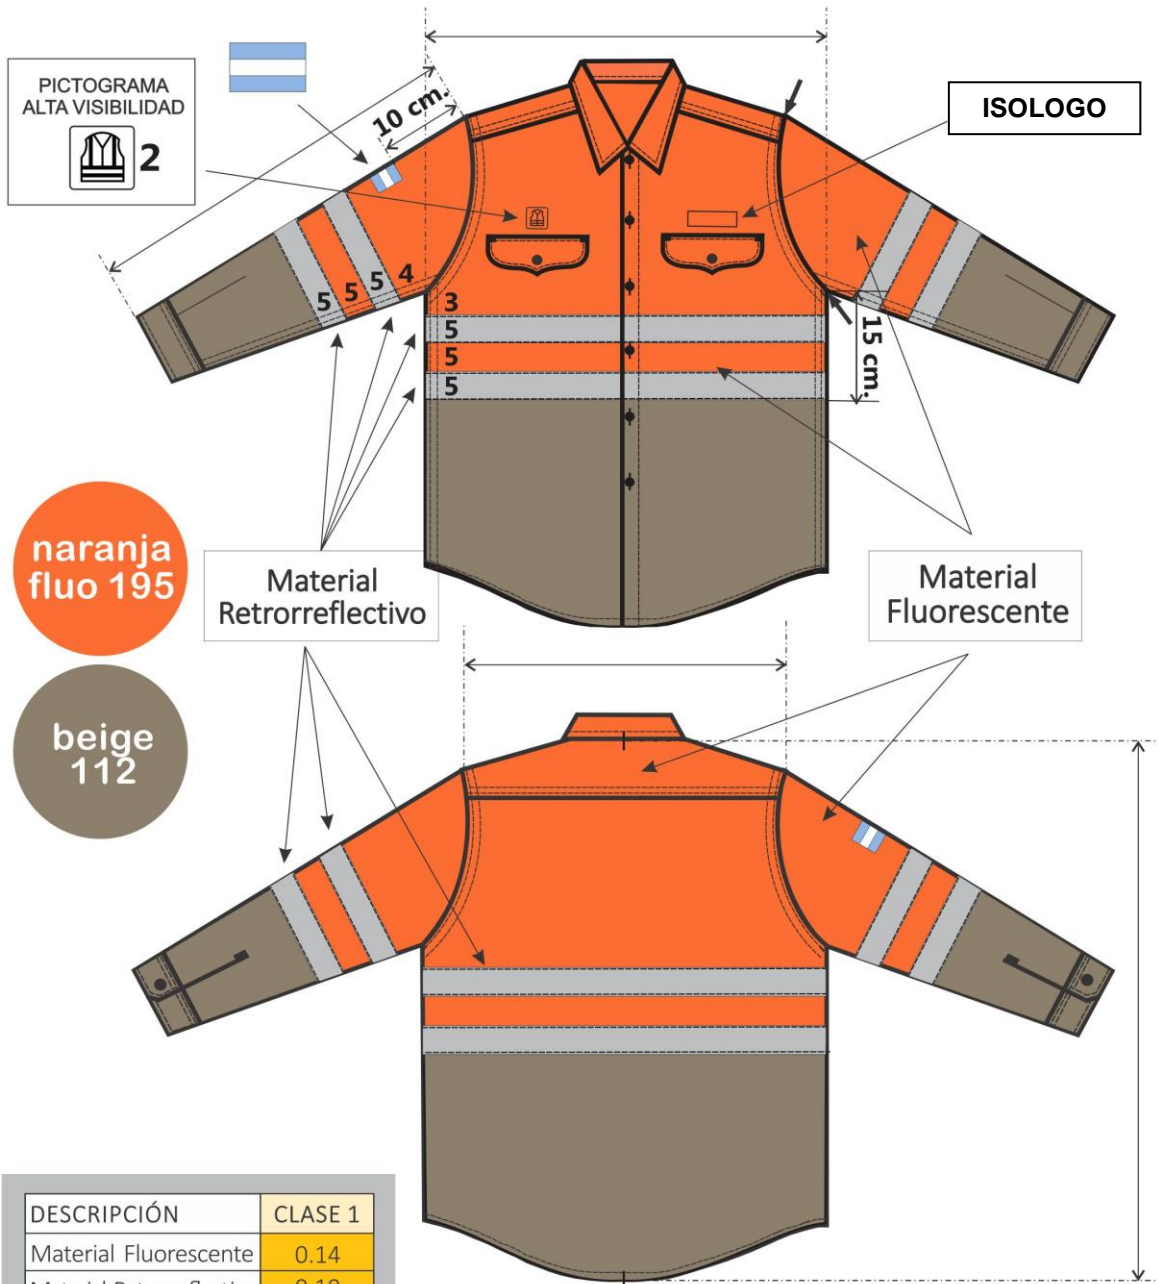 PICTOGRAMA
ALTA VISIBILIDAD
2
10 cm.
ISOLOGO
5 5 5 4
3
5
5
5
15 cm.
naranja
fluo 195
Material
Retrorreflectivo
Material
Fluorescente
beige
112
DESCRIPCIÓN CLASE 1
Material Fluorescente 0.14